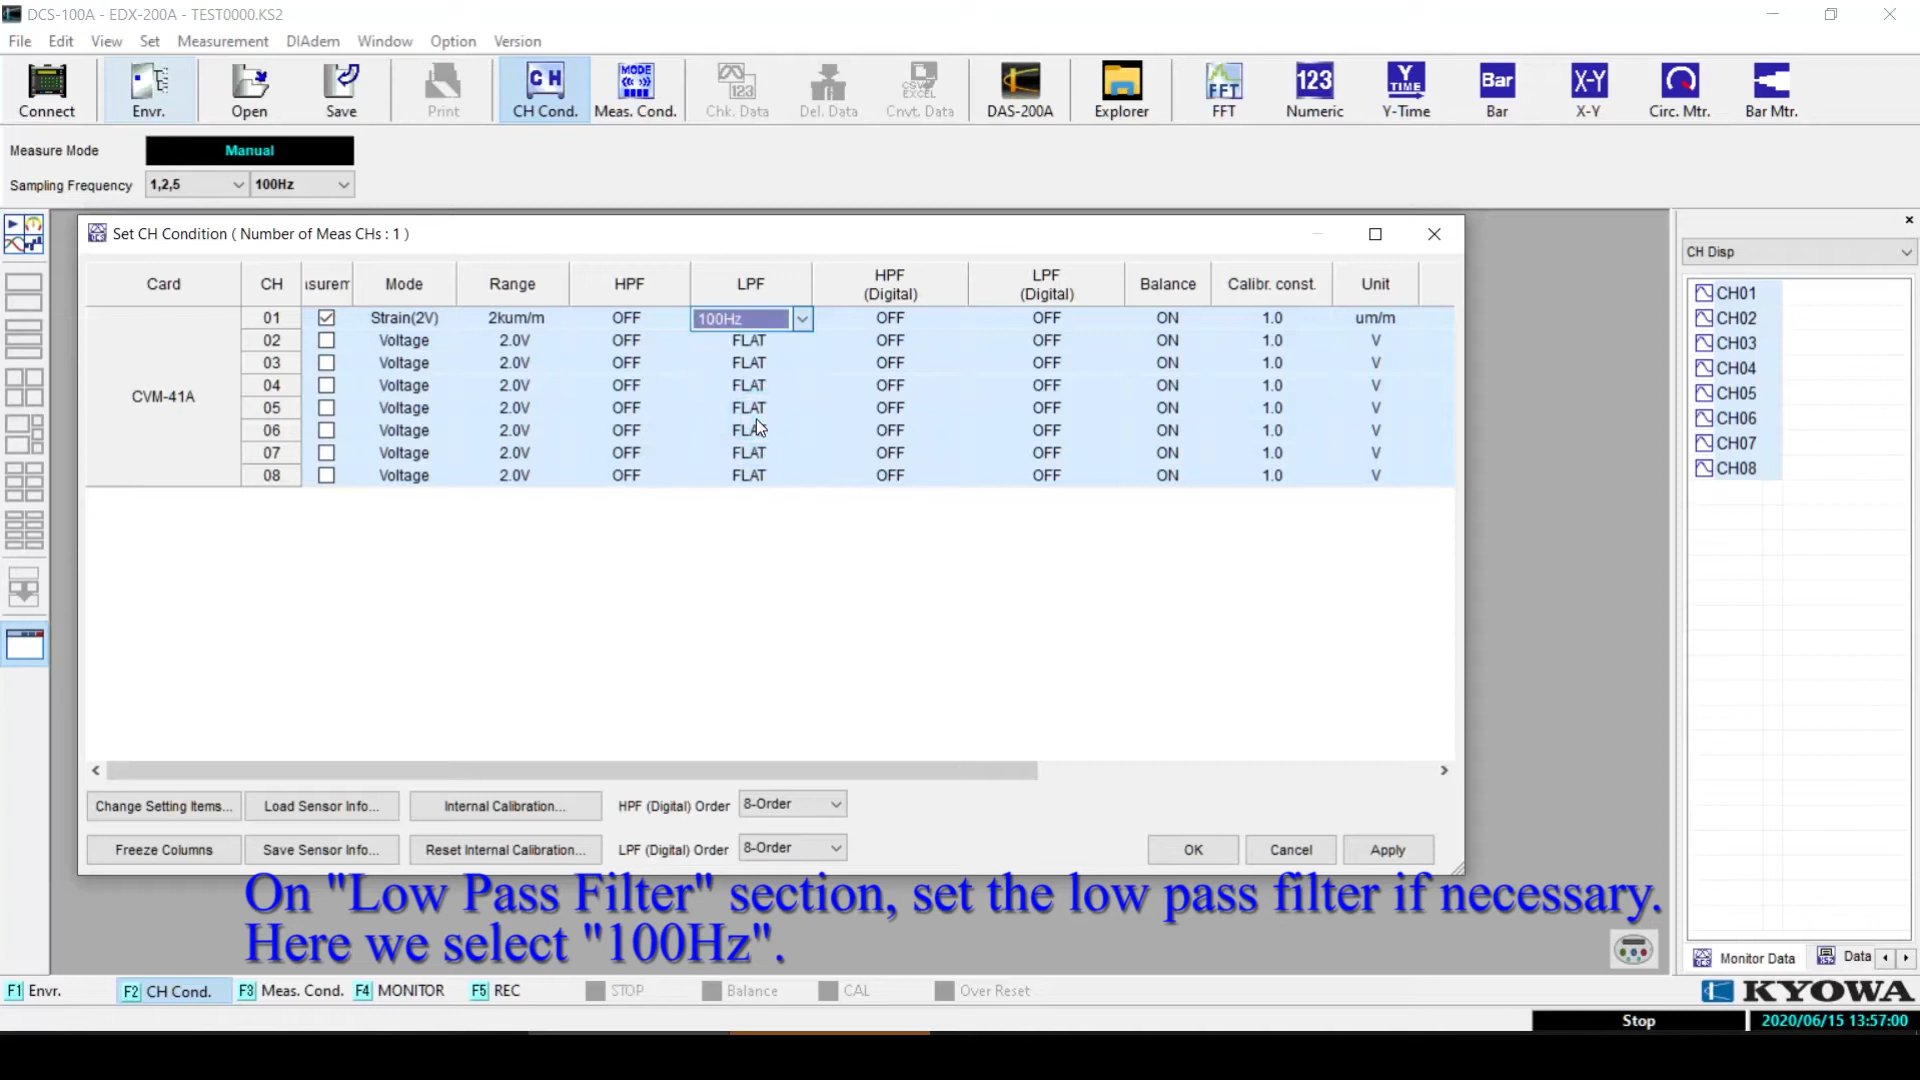 DCS-100A - EDX-200A - TEST0000.KS2
File Edit View Set Measurement DIAdem Window Option Version
Connect Envr. Open Save Print CH Cond. Meas. Cond. Chk. Data Del. Data Cnvt. Data DAS-200A Explorer FFT Numeric Y-Time Bar X-Y Circ. Mtr. Bar Mtr.
Measure Mode Manual
Sampling Frequency 1,2,5 100Hz
Set CH Condition ( Number of Meas CHs : 1 )
Card CH surem Mode Range HPF LPF HPF (Digital) LPF (Digital) Balance Calibr. const. Unit
CVM-41A
01 Strain(2V) 2kum/m OFF 100Hz OFF OFF ON 1.0 um/m
02 Voltage 2.0V OFF FLAT OFF OFF ON 1.0 V
03 Voltage 2.0V OFF FLAT OFF OFF ON 1.0 V
04 Voltage 2.0V OFF FLAT OFF OFF ON 1.0 V
05 Voltage 2.0V OFF FLAT OFF OFF ON 1.0 V
06 Voltage 2.0V OFF FLAT OFF OFF ON 1.0 V
07 Voltage 2.0V OFF FLAT OFF OFF ON 1.0 V
08 Voltage 2.0V OFF FLAT OFF OFF ON 1.0 V
Change Setting Items... Load Sensor Info... Internal Calibration... HPF (Digital) Order 8-Order
Freeze Columns Save Sensor Info... Reset Internal Calibration... LPF (Digital) Order 8-Order OK Cancel Apply
CH Disp
CH01
CH02
CH03
CH04
CH05
CH06
CH07
CH08
Monitor Data Data
On "Low Pass Filter" section, set the low pass filter if necessary.
Here we select "100Hz".
F1 Envr. F2 CH Cond. F3 Meas. Cond. F4 MONITOR F5 REC STOP Balance CAL Over Reset
KYOWA
Stop 2020/06/15 13:57:00